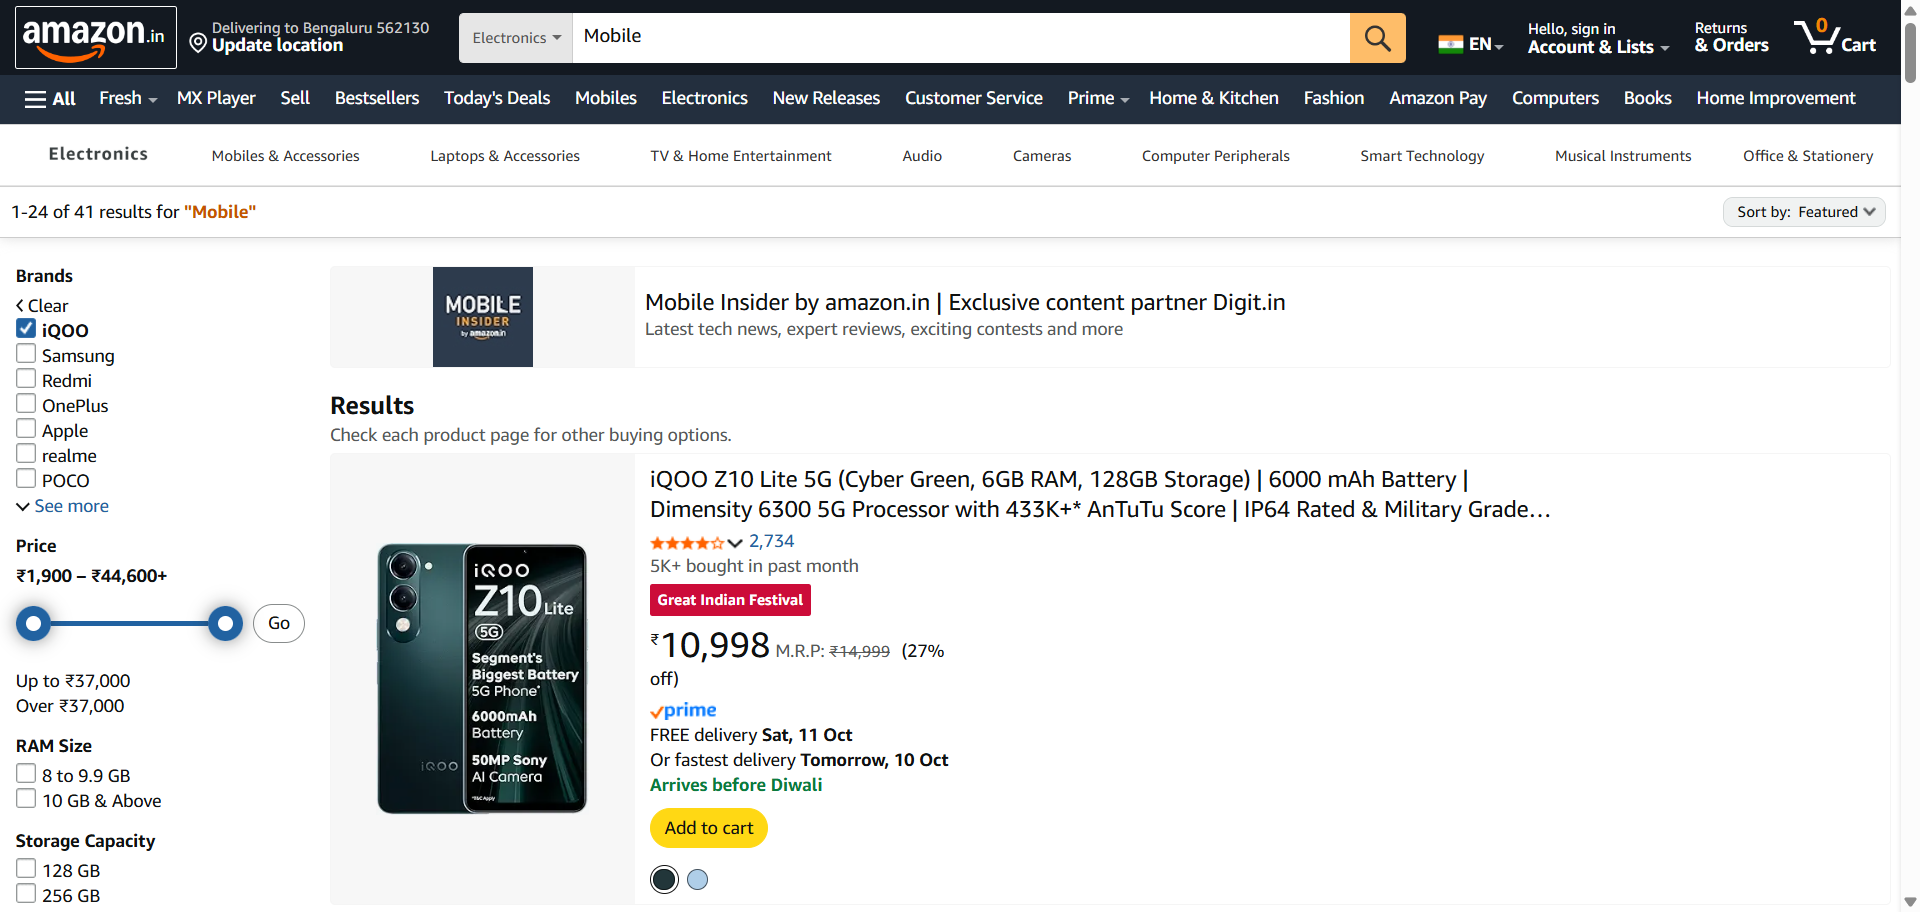 amazon.in
Delivering to Bengaluru 562130
Update location
Electronics
Mobile
EN
Hello, sign in
Account & Lists
Returns
& Orders
0
Cart
All
Fresh
MX Player
Sell
Bestsellers
Today's Deals
Mobiles
Electronics
New Releases
Customer Service
Prime
Home & Kitchen
Fashion
Amazon Pay
Computers
Books
Home Improvement
Electronics
Mobiles & Accessories
Laptops & Accessories
TV & Home Entertainment
Audio
Cameras
Computer Peripherals
Smart Technology
Musical Instruments
Office & Stationery
1-24 of 41 results for "Mobile"
Sort by: Featured
Brands
Clear
iQOO
Samsung
Redmi
OnePlus
Apple
realme
POCO
See more
Price
₹1,900 – ₹44,600+
Go
Up to ₹37,000
Over ₹37,000
RAM Size
8 to 9.9 GB
10 GB & Above
Storage Capacity
128 GB
256 GB
MOBILE
INSIDER
by amazon.in
Mobile Insider by amazon.in | Exclusive content partner Digit.in
Latest tech news, expert reviews, exciting contests and more
Results
Check each product page for other buying options.
iQOO
iQOO
Z10 Lite
5G
Segment's
Biggest Battery
5G Phone*
6000mAh
Battery
50MP Sony
AI Camera
*T&C Apply
iQOO Z10 Lite 5G (Cyber Green, 6GB RAM, 128GB Storage) | 6000 mAh Battery |
Dimensity 6300 5G Processor with 433K+* AnTuTu Score | IP64 Rated & Military Grade…
2,734
5K+ bought in past month
Great Indian Festival
₹10,998 M.R.P: ₹14,999 (27%
off)
prime
FREE delivery Sat, 11 Oct
Or fastest delivery Tomorrow, 10 Oct
Arrives before Diwali
Add to cart